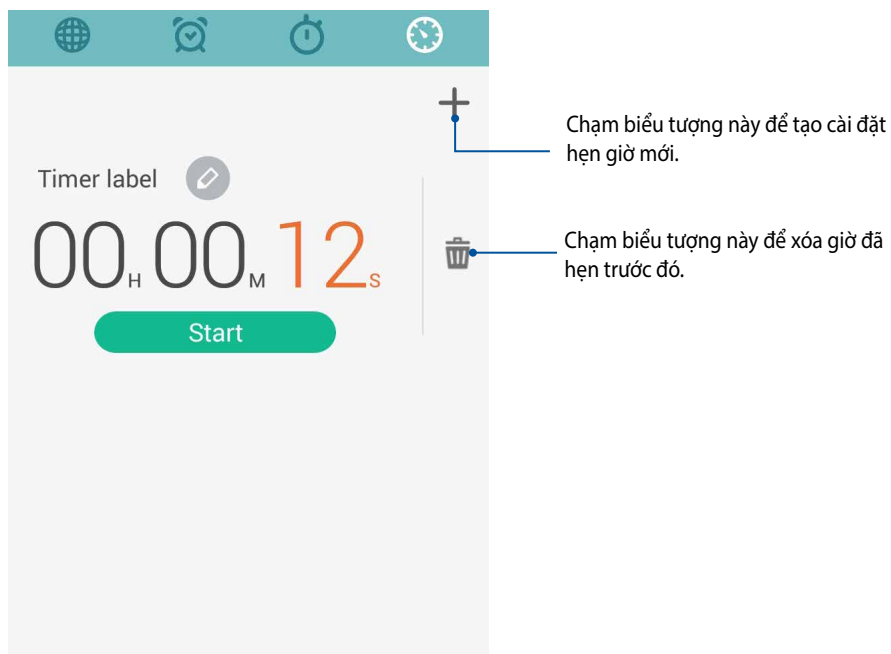 Chạm biểu tượng này để tạo cài đặt
hẹn giờ mới.
Timer label
00H 00M 12S
Chạm biểu tượng này để xóa giờ đã
hẹn trước đó.
Start